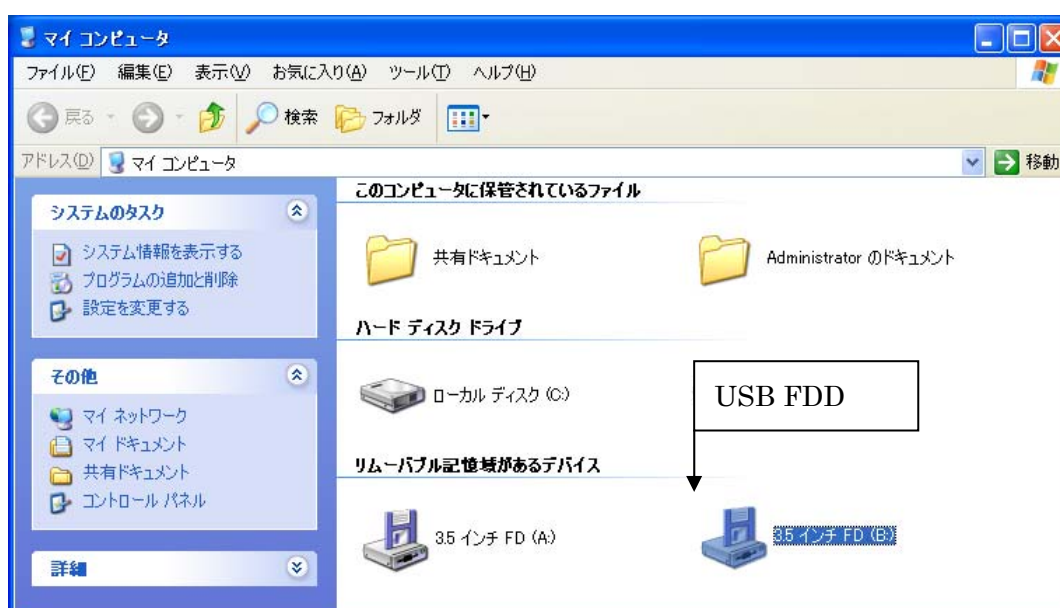 マイ コンピュータ
ファイル(F) 編集(E) 表示(V) お気に入り(A) ツール(T) ヘルプ(H)
戻る 検索 フォルダ
アドレス(D) マイ コンピュータ 移動
システムのタスク
システム情報を表示する
プログラムの追加と削除
設定を変更する
その他
マイ ネットワーク
マイ ドキュメント
共有ドキュメント
コントロール パネル
詳細
このコンピュータに保管されているファイル
共有ドキュメント Administrator のドキュメント
ハード ディスク ドライブ
ローカル ディスク (C:)
USB FDD
リムーバブル記憶域があるデバイス
3.5 インチ FD (A:) 3.5 インチ FD (B:)